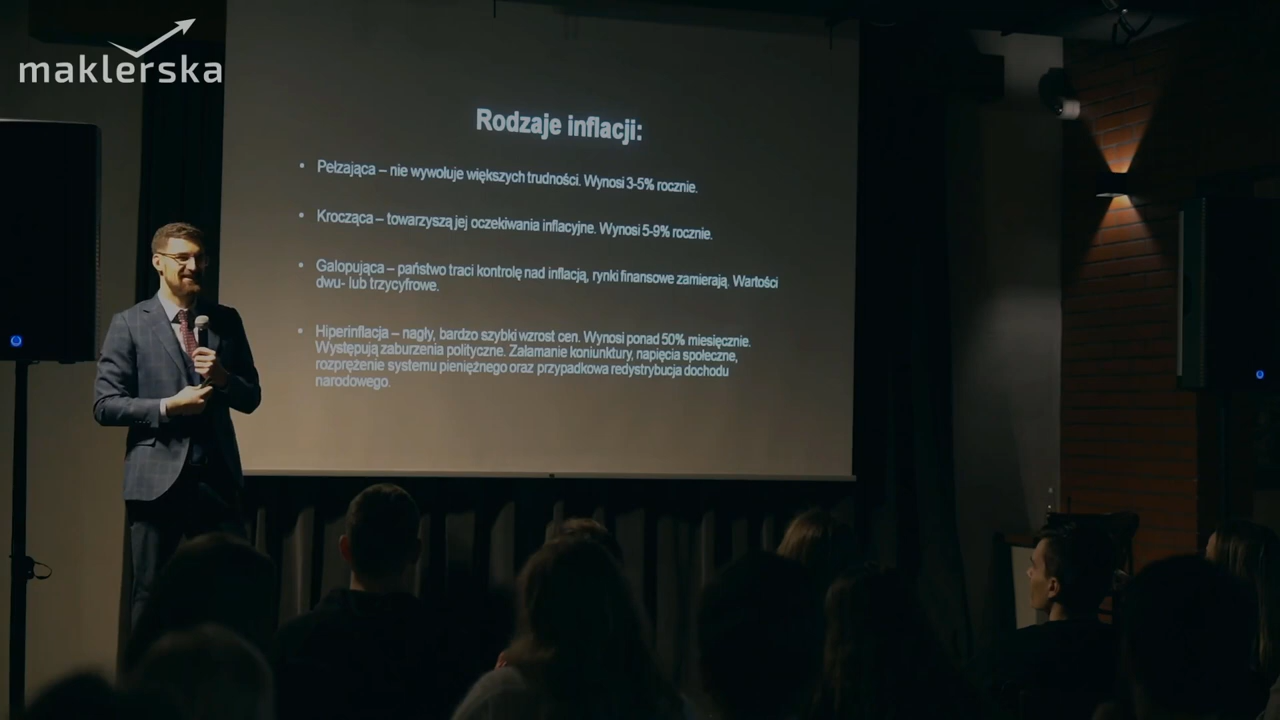 maklerska
Rodzaje inflacji:
• Pełzająca – nie wywołuje większych trudności. Wynosi 3-5% rocznie.
• Krocząca – towarzyszą jej oczekiwania inflacyjne. Wynosi 5-9% rocznie.
• Galopująca – państwo traci kontrolę nad inflacją, rynki finansowe zamierają. Wartości
dwu- lub trzycyfrowe.
• Hiperinflacja – nagły, bardzo szybki wzrost cen. Wynosi ponad 50% miesięcznie.
Występują zaburzenia polityczne. Załamanie koniunktury, napięcia społeczne,
rozprężenie systemu pieniężnego oraz przypadkowa redystrybucja dochodu
narodowego.